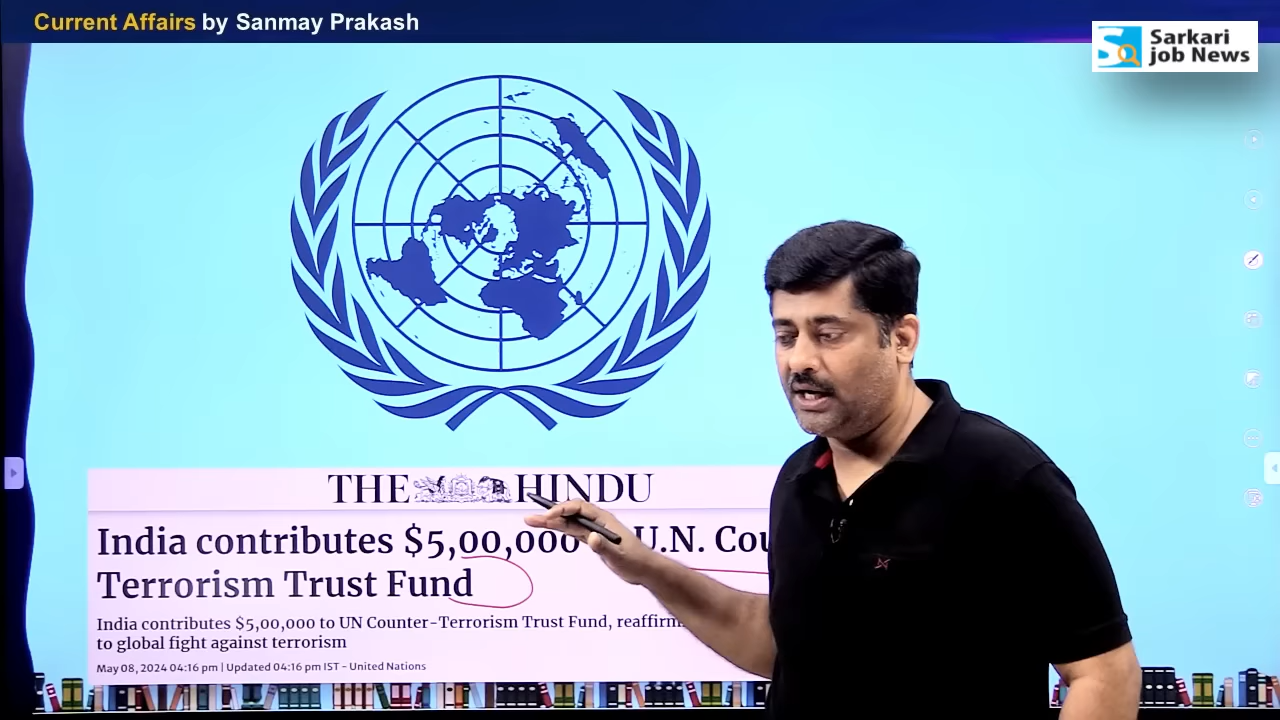 Current Affairs by Sanmay Prakash
Sarkari
Job News
THE HINDU
India contributes $5,00,000 U.N.
Terrorism Trust Fund
India contributes $5,00,000 to UN Counter-Terrorism Trust Fund,
to global fight against terrorism
May 08, 2024 04:16 pm | Updated 04:16 pm IST - United Nations